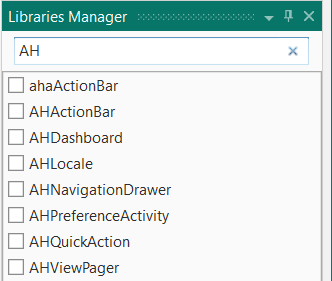 Libraries Manager
AH
ahaActionBar
AHActionBar
AHDashboard
AHLocale
AHNavigationDrawer
AHPreferenceActivity
AHQuickAction
AHViewPager